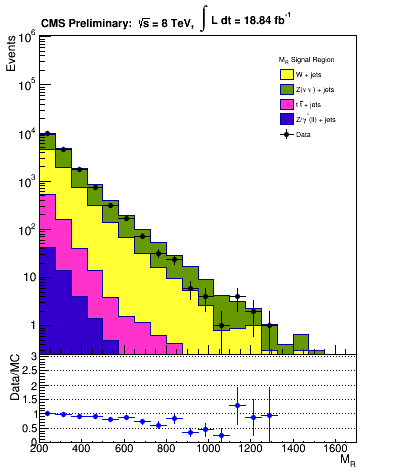 CMS Preliminary: √s = 8 TeV, ∫ L dt = 18.84 fb⁻¹
Events
10⁶
10⁵
10⁴
10³
10²
10
1
M_R Signal Region
W + jets
Z(νν) + jets
t t̄ + jets
Z/γ*(ll) + jets
Data
Data/MC
3
2.5
2
1.5
1
0.5
0
200 400 600 800 1000 1200 1400 1600
M_R